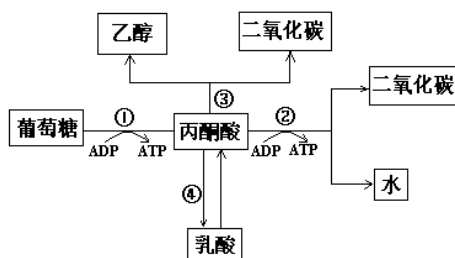 乙醇
二氧化碳
③
二氧化碳
葡萄糖
①
ADP ATP
丙酮酸
②
ADP ATP
水
④
乳酸